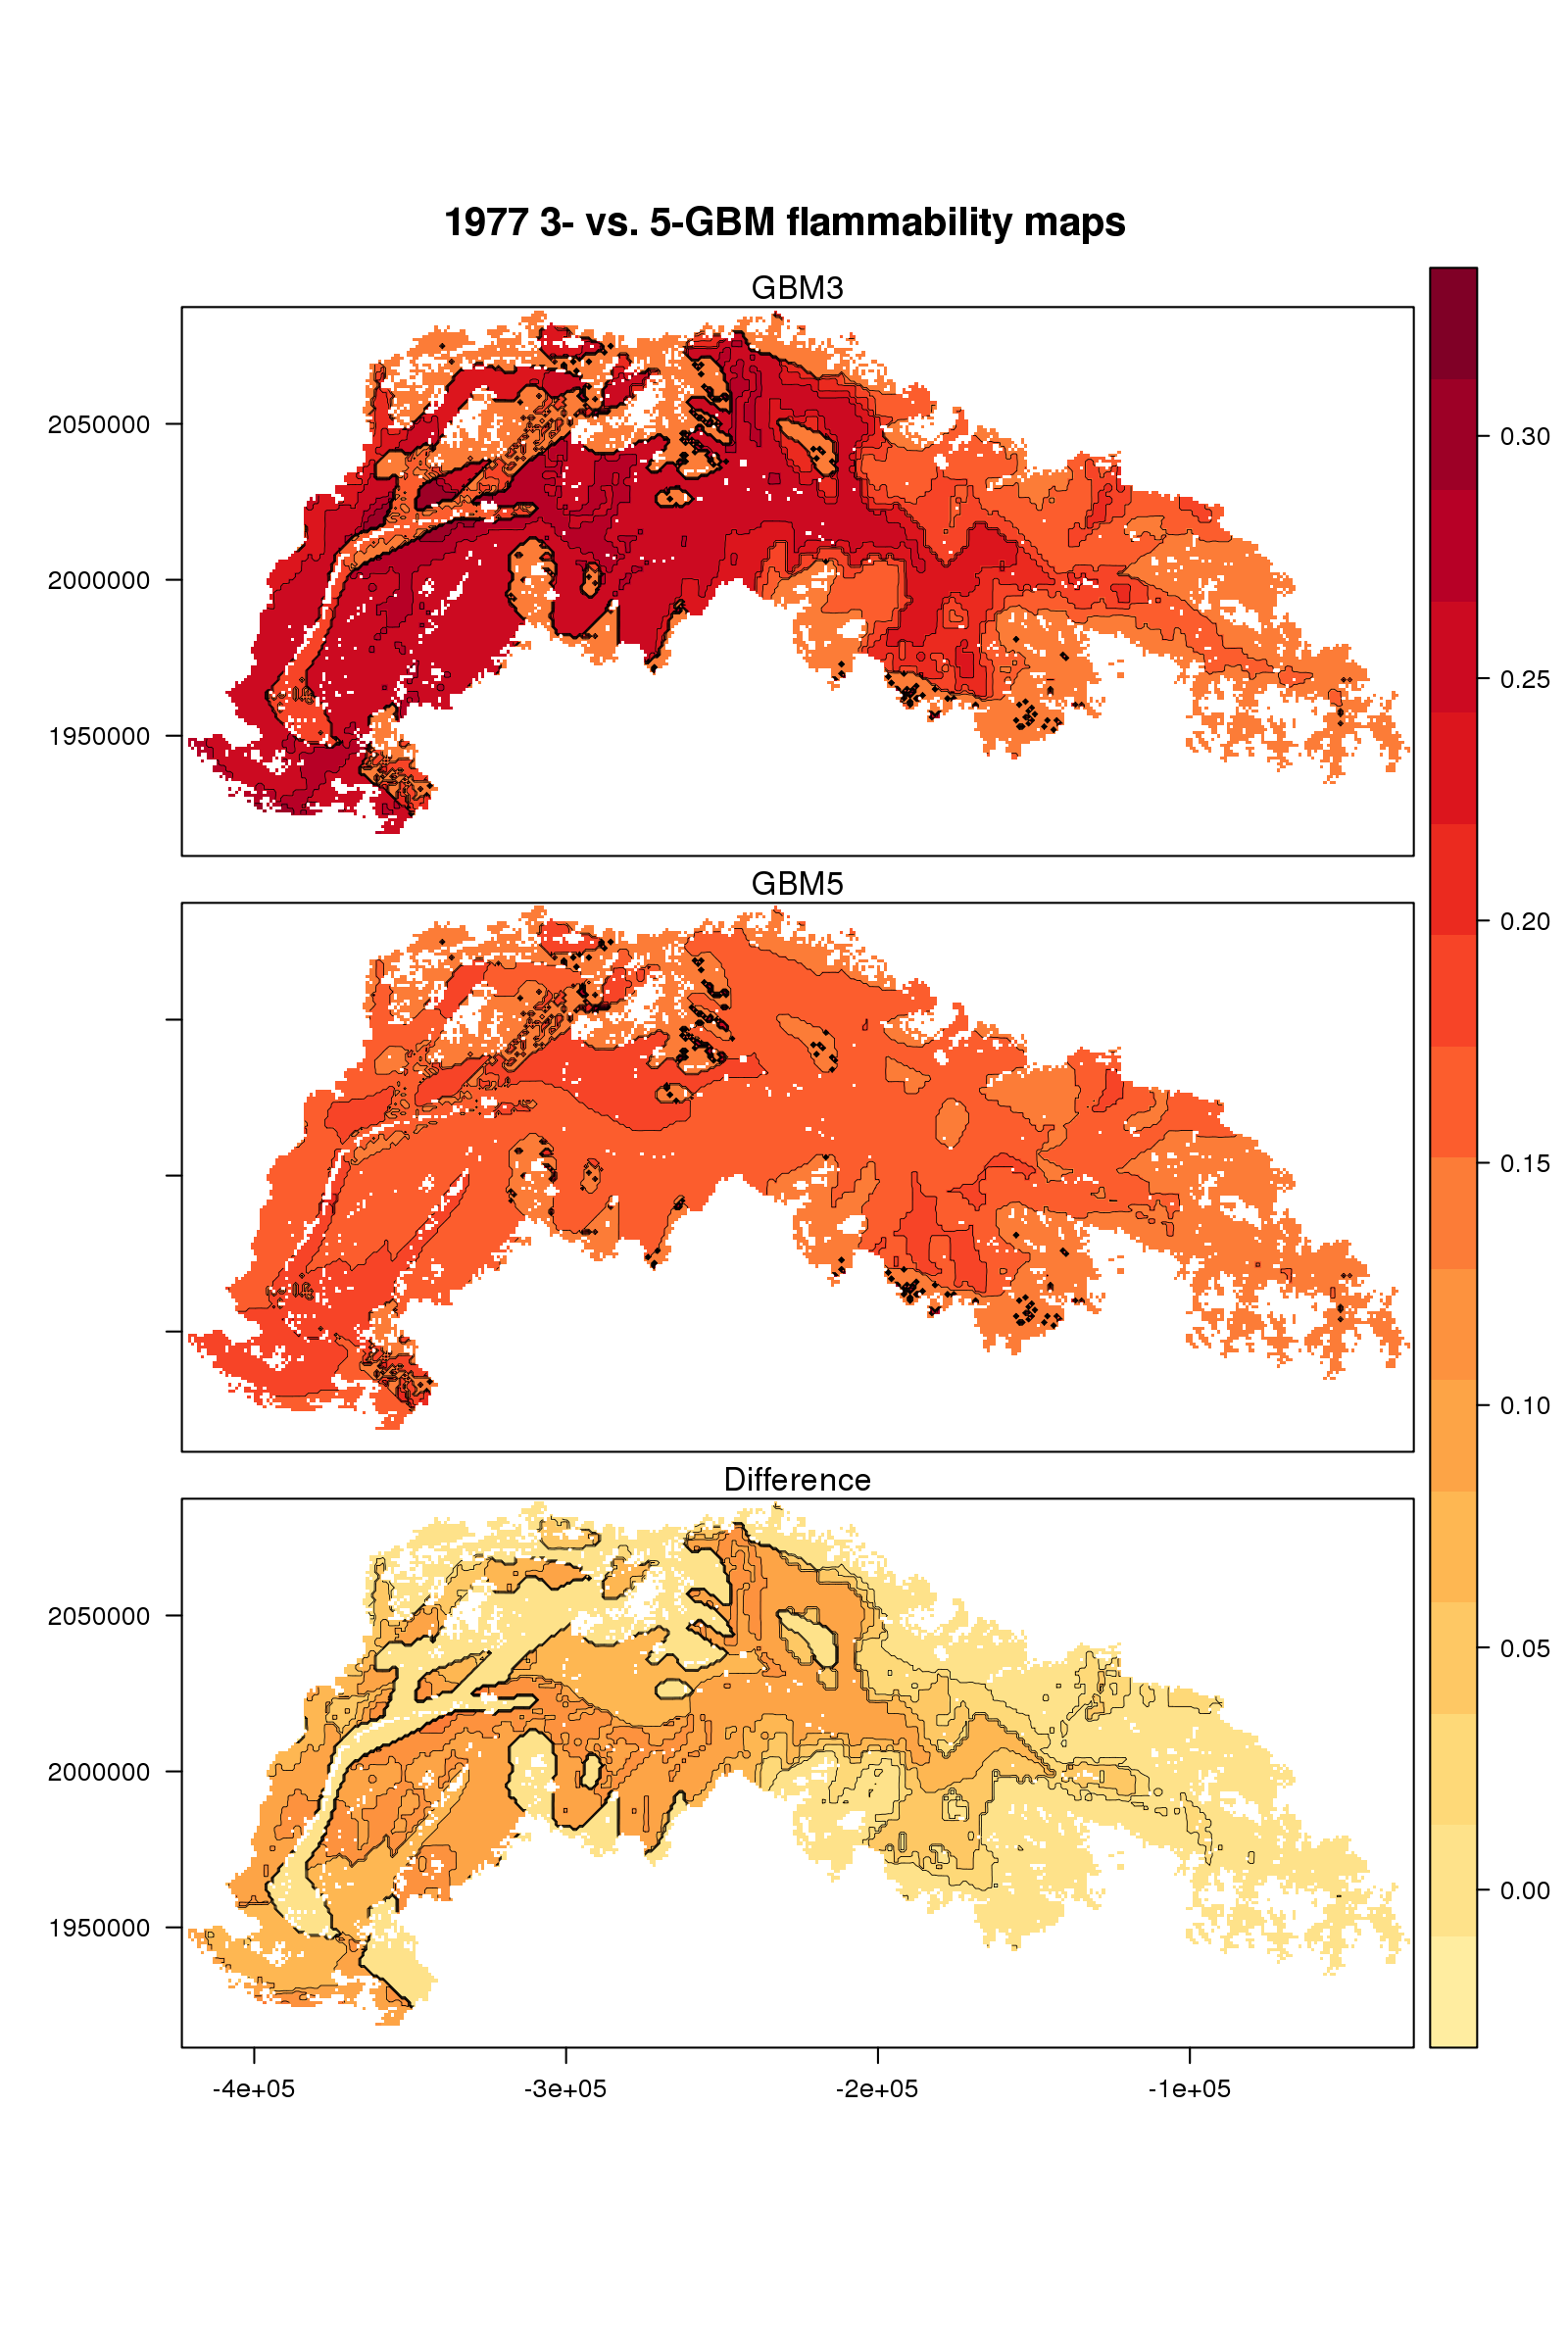 1977 3- vs. 5-GBM flammability maps
GBM3
2050000
2000000
1950000
GBM5
Difference
2050000
2000000
1950000
-4e+05 -3e+05 -2e+05 -1e+05
0.30
0.25
0.20
0.15
0.10
0.05
0.00